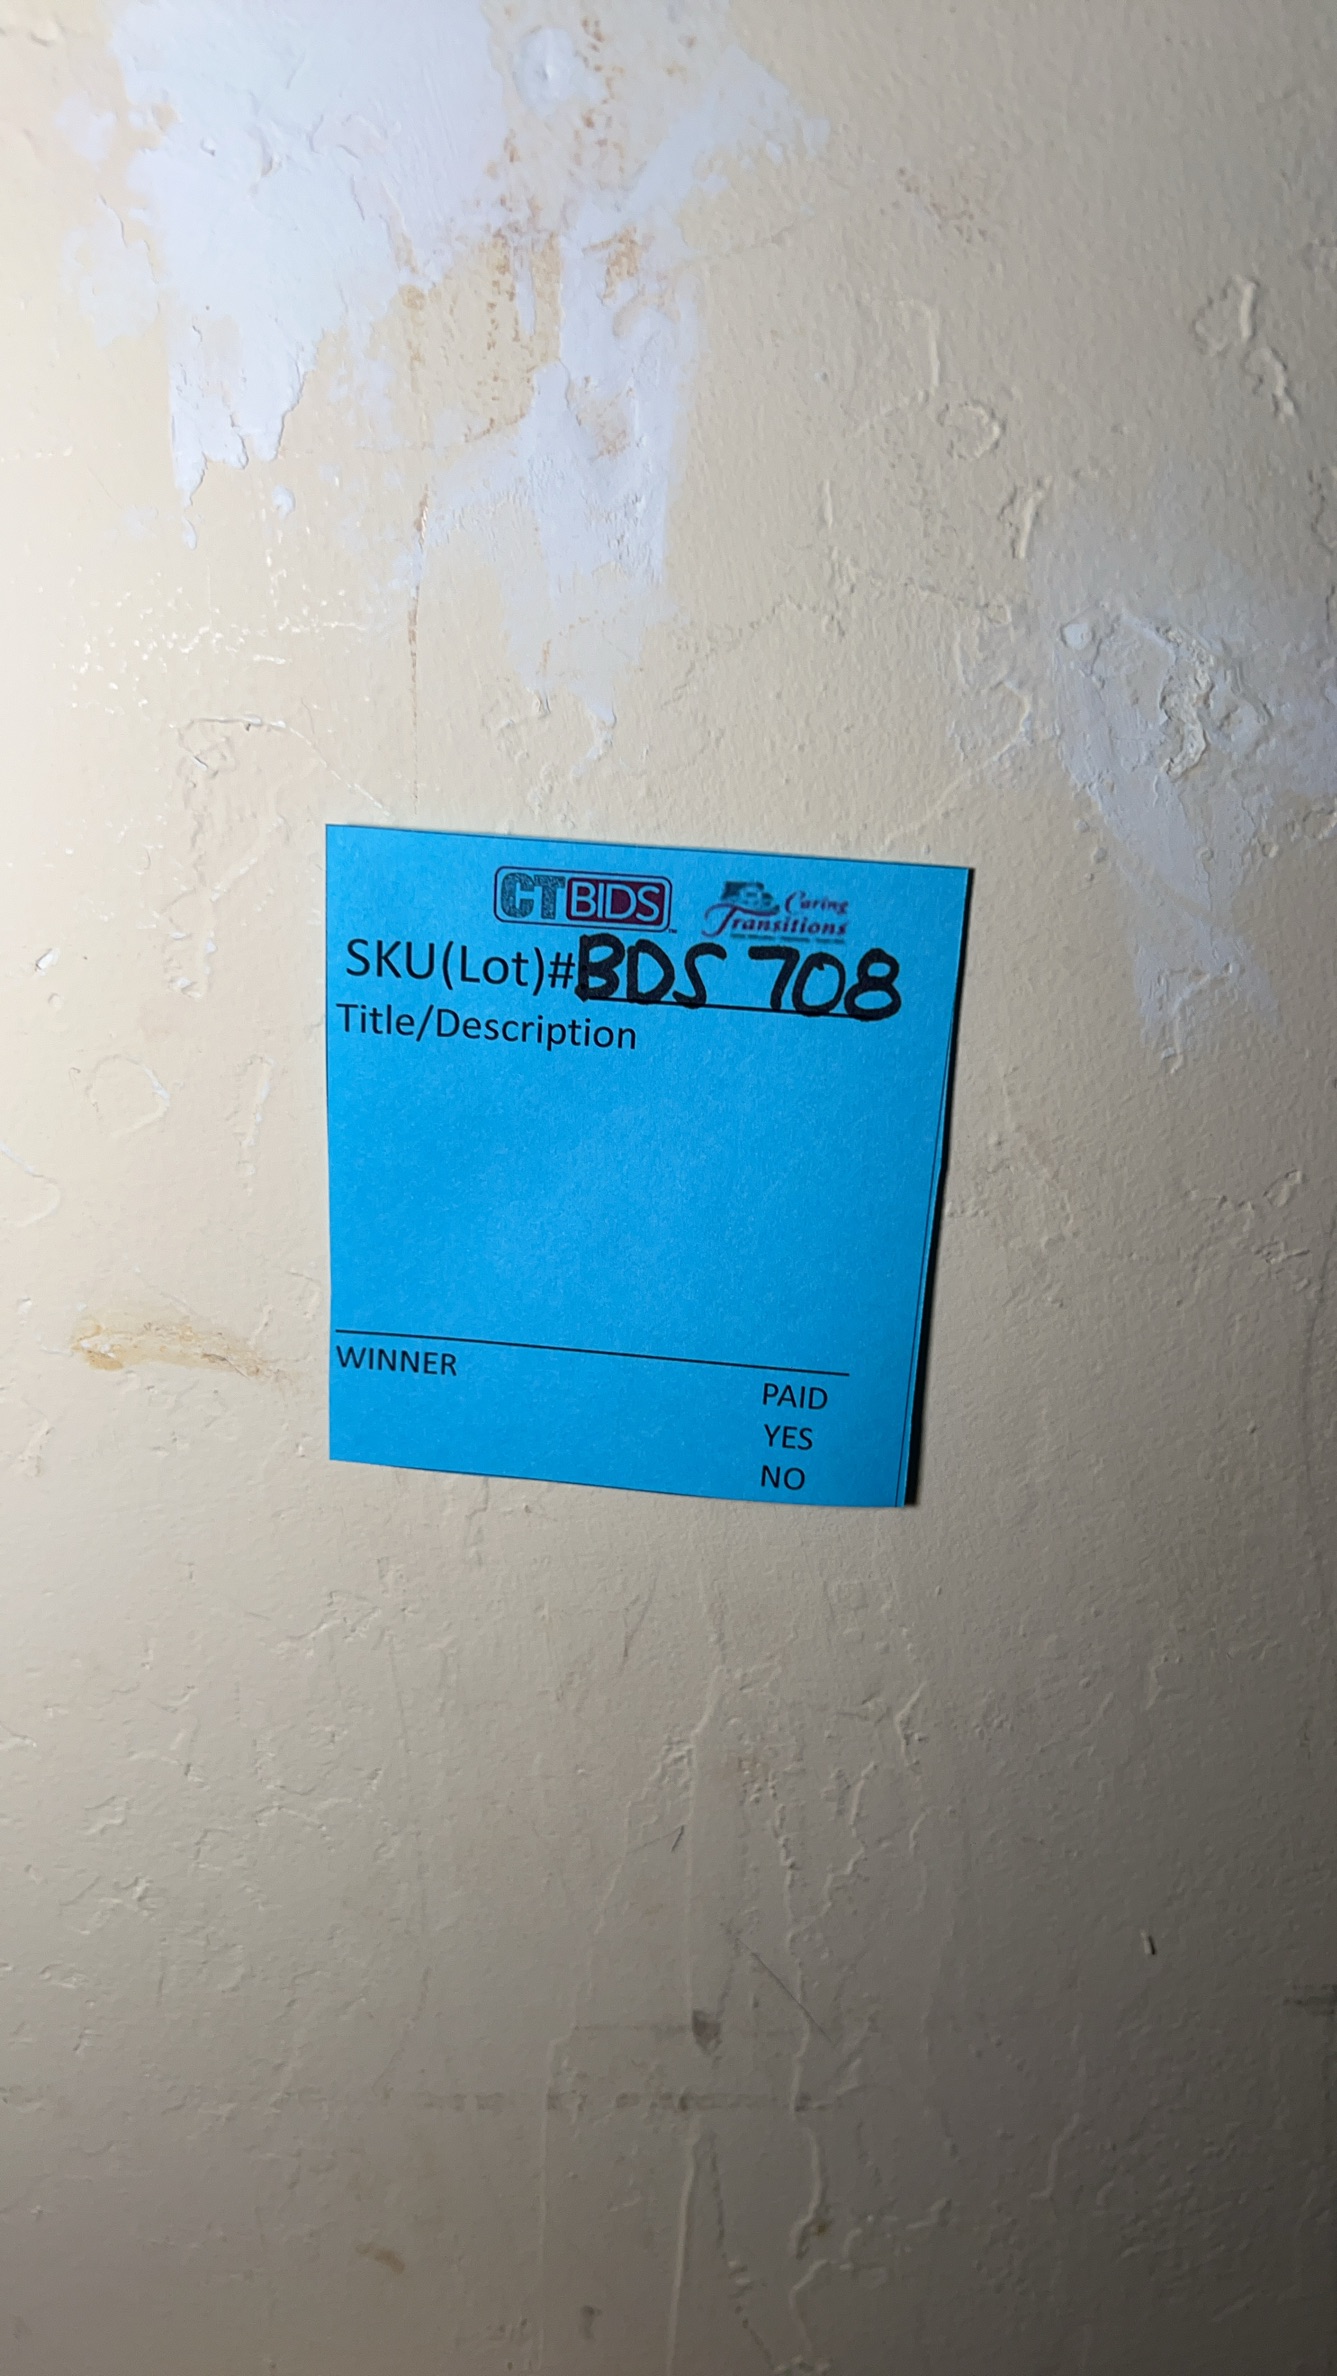 CTBIDS Caring Transitions
SKU(Lot)#BDS 708
Title/Description
WINNER
PAID
YES
NO